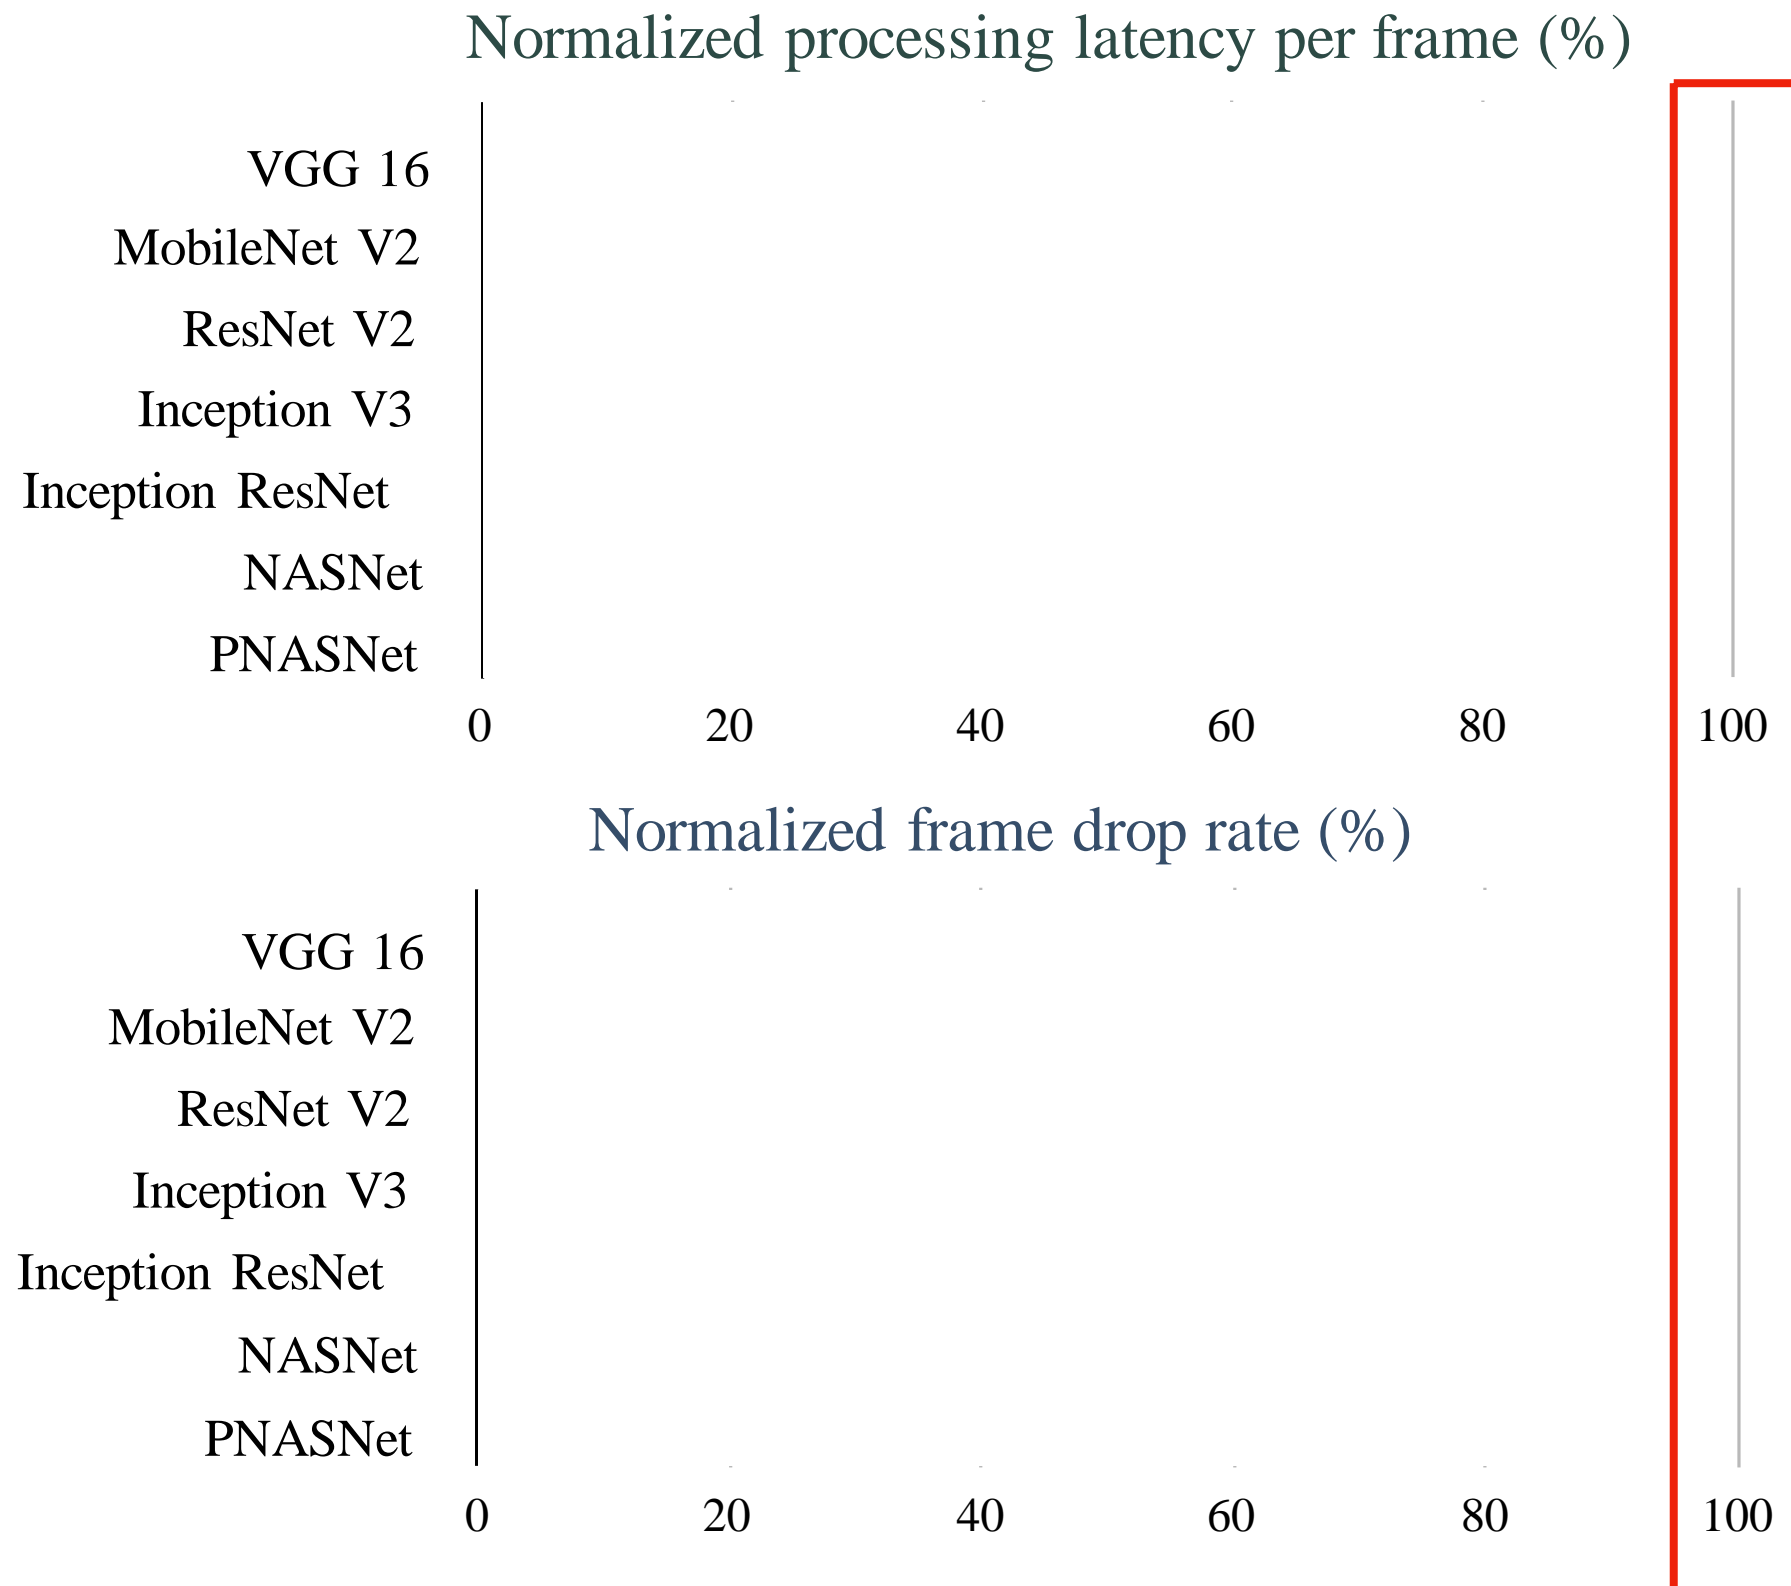 Normalized processing latency per frame (%)
VGG 16
MobileNet V2
ResNet V2
Inception V3
Inception ResNet
NASNet
PNASNet
0 20 40 60 80 100
Normalized frame drop rate (%)
VGG 16
MobileNet V2
ResNet V2
Inception V3
Inception ResNet
NASNet
PNASNet
0 20 40 60 80 100